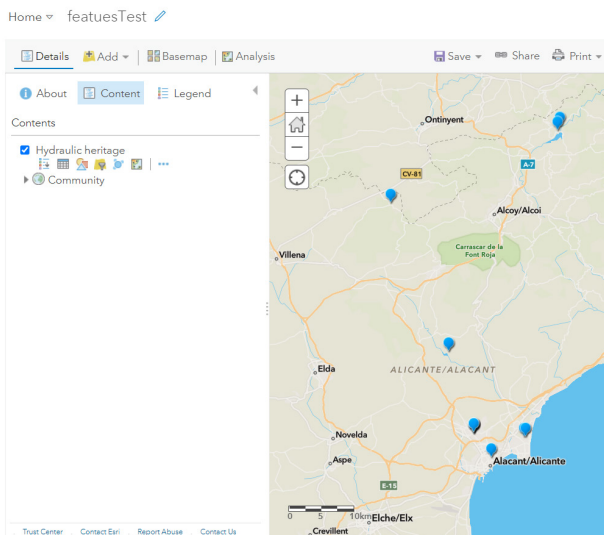 Home featuesTest
Details Add Basemap Analysis Save Share Print
About Content Legend
Contents
Hydraulic heritage
Community
Ontinyent
A-7
CV-81
Alcoy/Alcoi
Carrascar de la
Font Roja
Villena
Elda
ALICANTE/ALACANT
Novelda
Aspe
Alacant/Alicante
E-15
0 5 10km
Elche/Elx
Crevillent
Trust Center Contact Esri Report Abuse Contact Us